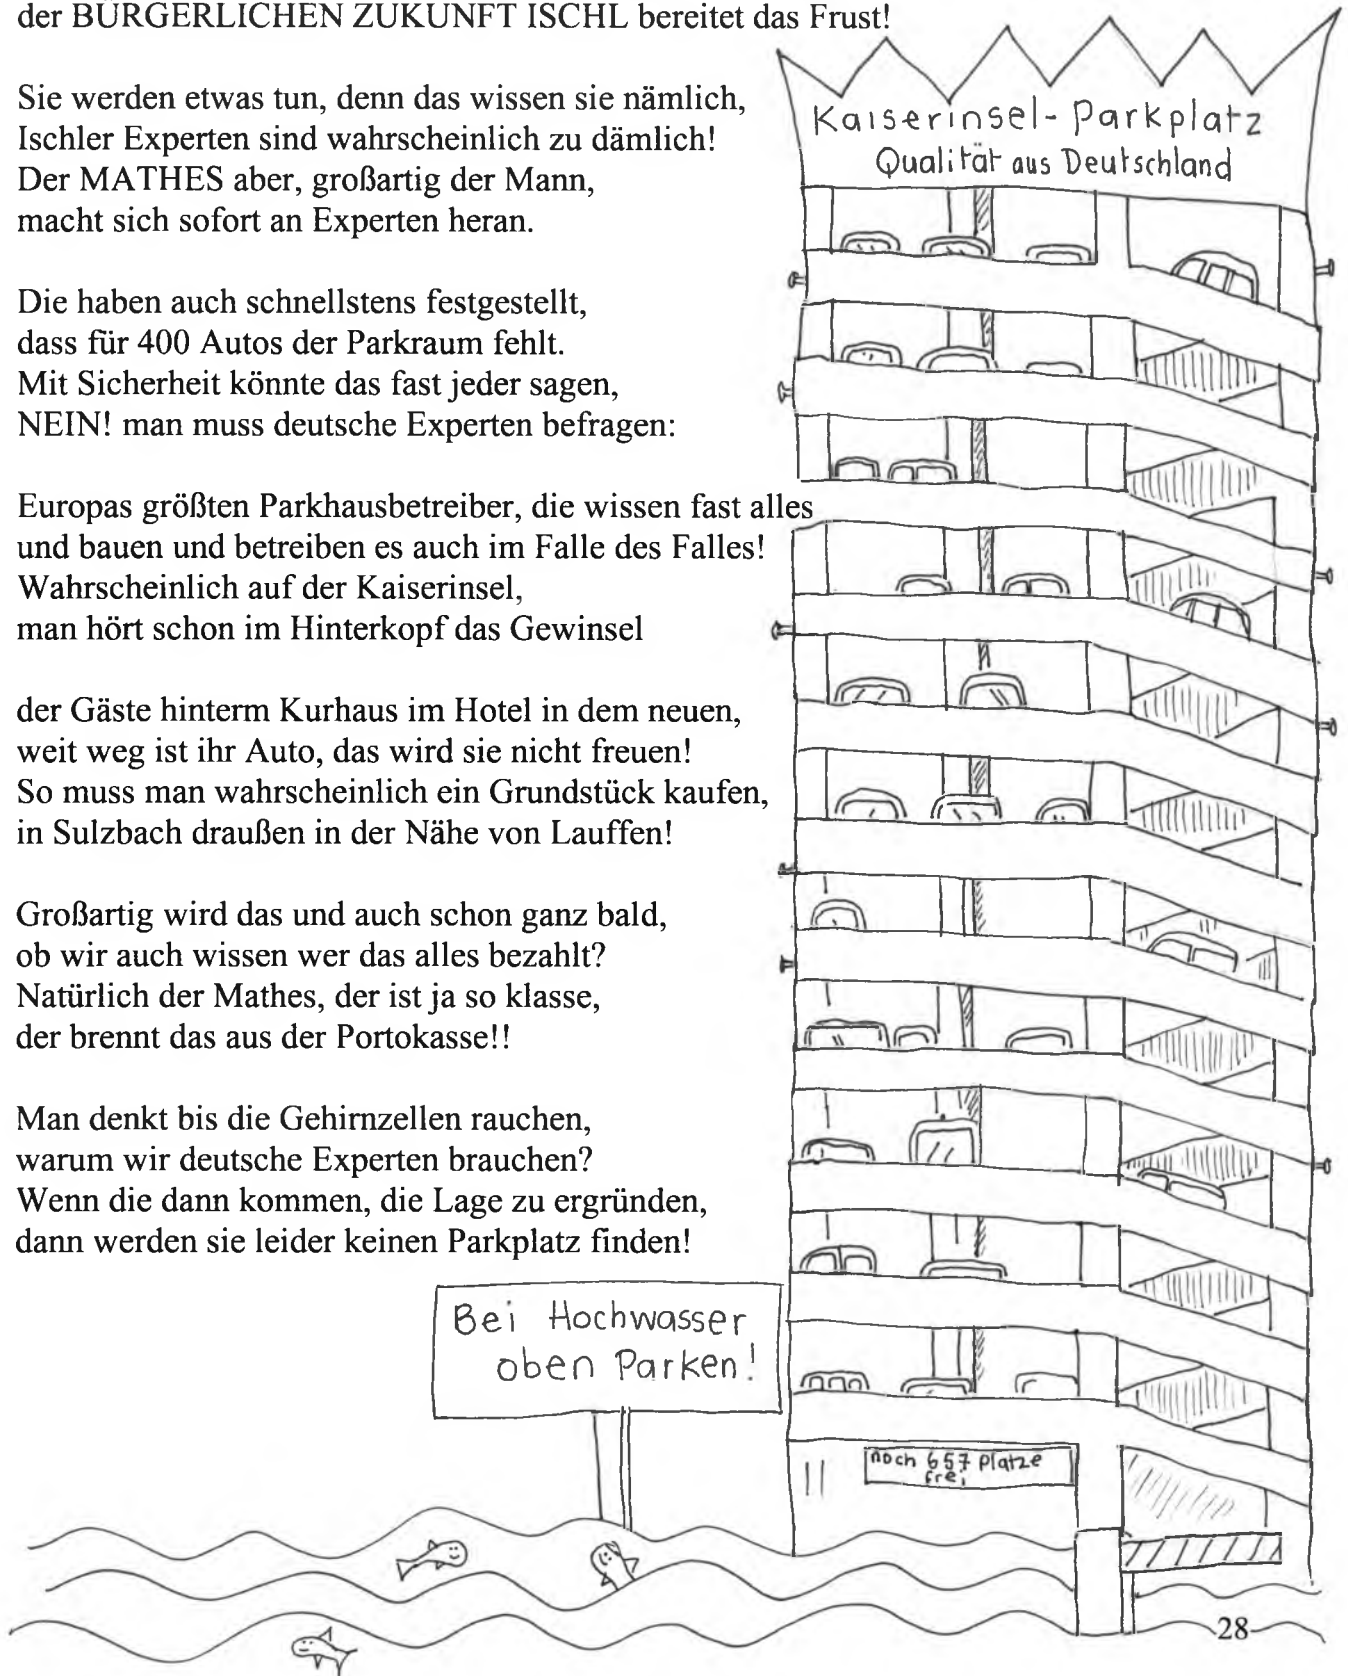 der BÜRGERLICHEN ZUKUNFT ISCHL bereitet das Frust!
Sie werden etwas tun, denn das wissen sie nämlich,
Ischler Experten sind wahrscheinlich zu dämlich!
Der MATHES aber, großartig der Mann,
macht sich sofort an Experten heran.
Die haben auch schnellstens festgestellt,
dass für 400 Autos der Parkraum fehlt.
Mit Sicherheit könnte das fast jeder sagen,
NEIN! man muss deutsche Experten befragen:
Europas größten Parkhausbetreiber, die wissen fast alles
und bauen und betreiben es auch im Falle des Falles!
Wahrscheinlich auf der Kaiserinsel,
man hört schon im Hinterkopf das Gewinsel
der Gäste hinterm Kurhaus im Hotel in dem neuen,
weit weg ist ihr Auto, das wird sie nicht freuen!
So muss man wahrscheinlich ein Grundstück kaufen,
in Sulzbach draußen in der Nähe von Lauffen!
Großartig wird das und auch schon ganz bald,
ob wir auch wissen wer das alles bezahlt?
Natürlich der Mathes, der ist ja so klasse,
der brennt das aus der Portokasse!!
Man denkt bis die Gehirnzellen rauchen,
warum wir deutsche Experten brauchen?
Wenn die dann kommen, die Lage zu ergründen,
dann werden sie leider keinen Parkplatz finden!
Kaiserinsel-Parkplatz
Qualität aus Deutschland
Bei Hochwasser
oben Parken!
noch 657 Platze
frei
28